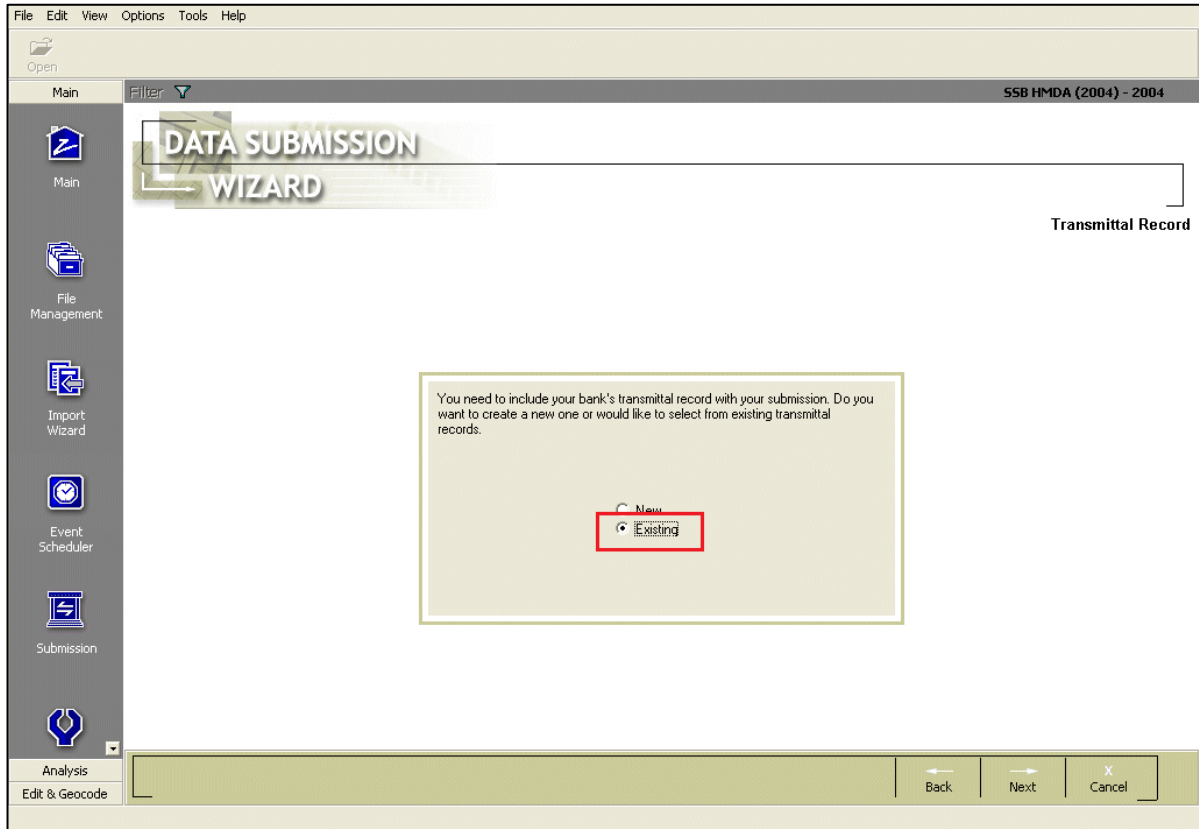 File Edit View Options Tools Help
Open
Main
Filter
SSB HMDA (2004) - 2004
DATA SUBMISSION
WIZARD
Transmittal Record
Main
File
Management
Import
Wizard
Event
Scheduler
Submission
You need to include your bank's transmittal record with your submission. Do you
want to create a new one or would like to select from existing transmittal
records.
New
Existing
Analysis
Edit & Geocode
Back
Next
X
Cancel